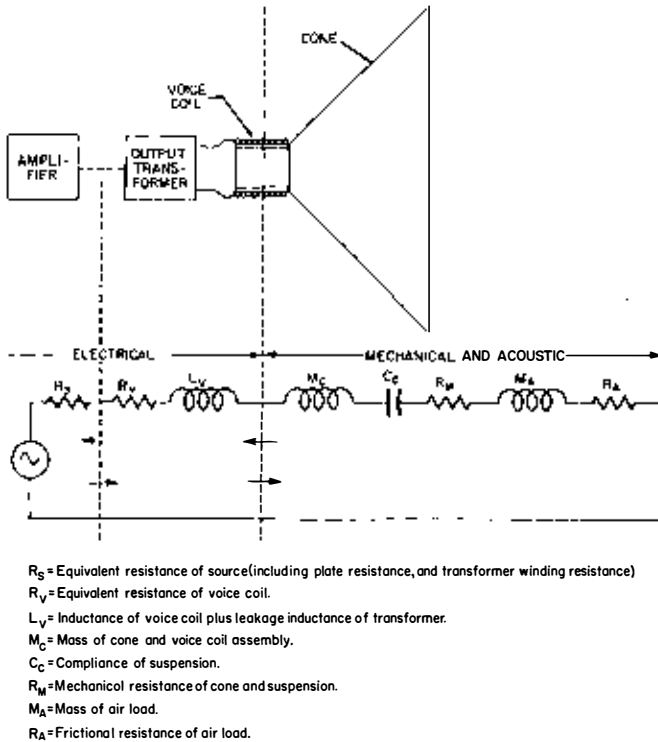 CONE
VOICE
COIL
AMPLI-
FIER
OUTPUT
TRANS-
FORMER
ELECTRICAL
MECHANICAL AND ACOUSTIC
RS RV LV MC CC RM MA RA
RS=Equivalent resistance of source(including plate resistance,and transformer winding resistance)
RV=Equivalent resistance of voice coil.
LV=Inductance of voice coil plus leakage inductance of transformer.
MC=Mass of cone and voice coil assembly.
CC=Compliance of suspension.
RM=Mechanicol resistance of cone and suspension.
MA=Mass of air load.
RA=Frictional resistance of air load.